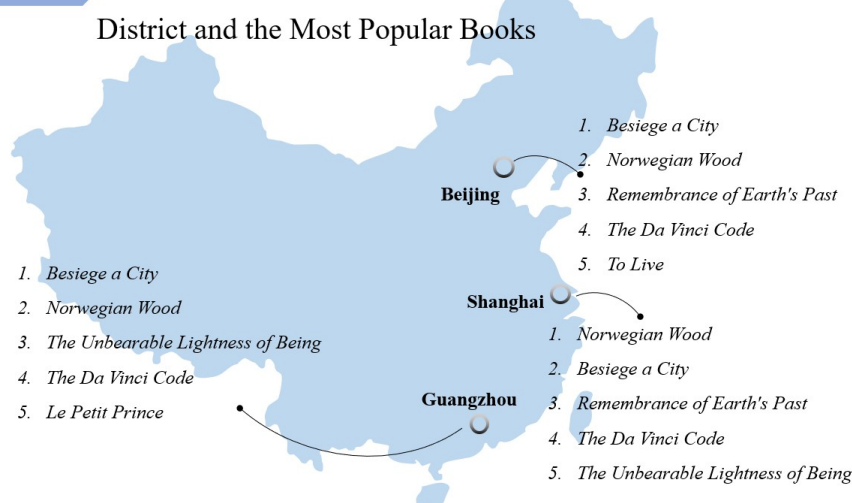 District and the Most Popular Books
1. Besiege a City
2. Norwegian Wood
3. Remembrance of Earth's Past
4. The Da Vinci Code
5. To Live
Beijing
1. Besiege a City
2. Norwegian Wood
3. The Unbearable Lightness of Being
4. The Da Vinci Code
5. Le Petit Prince
Shanghai
1. Norwegian Wood
2. Besiege a City
3. Remembrance of Earth's Past
4. The Da Vinci Code
5. The Unbearable Lightness of Being
Guangzhou